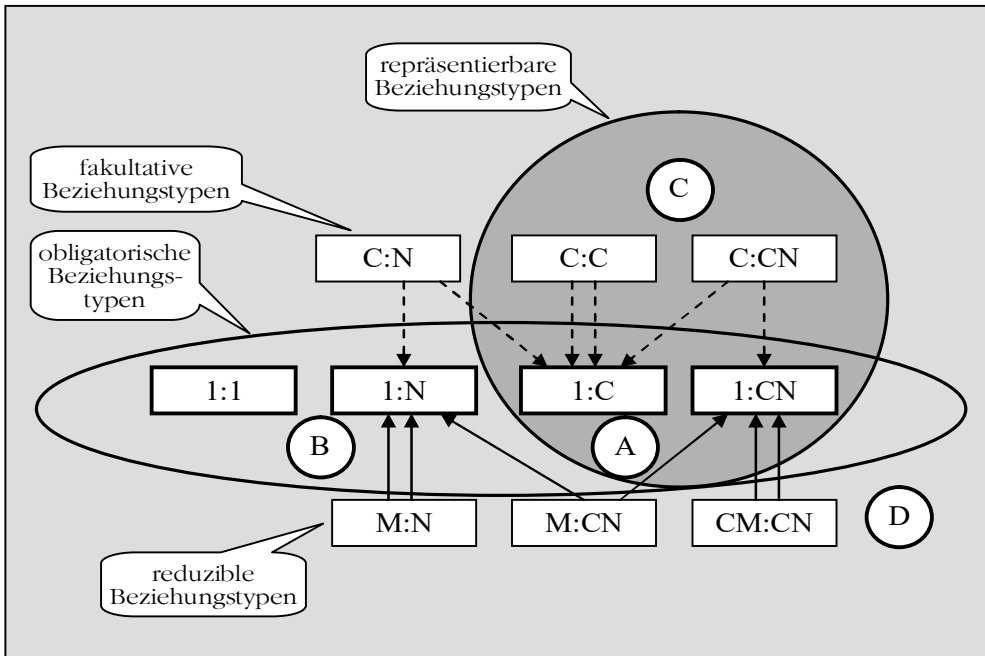 repräsentierbare
Beziehungstypen
fakultative
Beziehungstypen
C
obligatorische
Beziehungs-
typen
C:N
C:C
C:CN
1:1
1:N
1:C
1:CN
B
A
M:N
M:CN
CM:CN
D
reduzible
Beziehungstypen